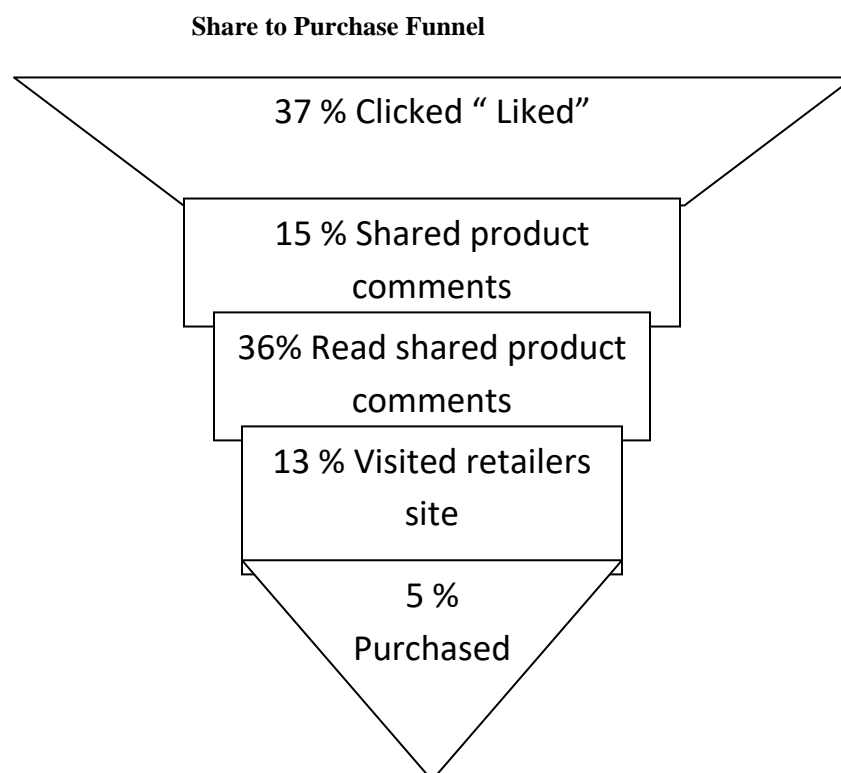 Share to Purchase Funnel
37 % Clicked “ Liked”
15 % Shared product
comments
36% Read shared product
comments
13 % Visited retailers
site
5 %
Purchased